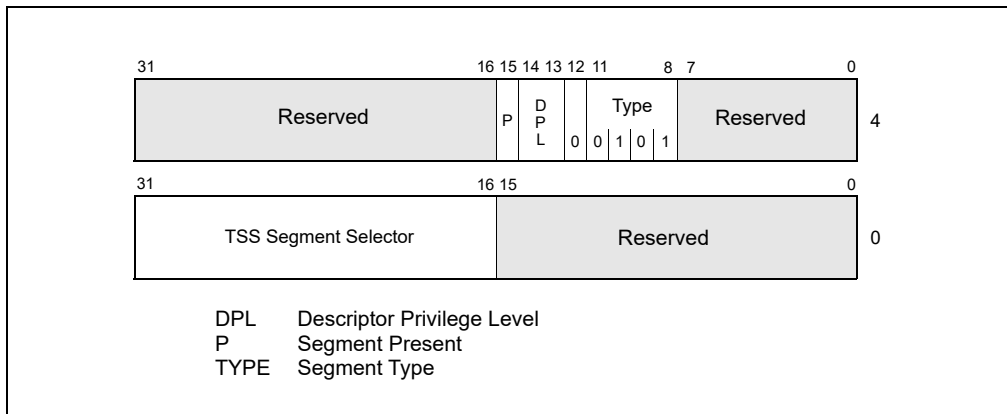 31 16 15 14 13 12 11 8 7 0
Reserved P DPL 0 Type 0 1 0 1 Reserved 4
31 16 15 0
TSS Segment Selector Reserved 0
DPL Descriptor Privilege Level
P Segment Present
TYPE Segment Type